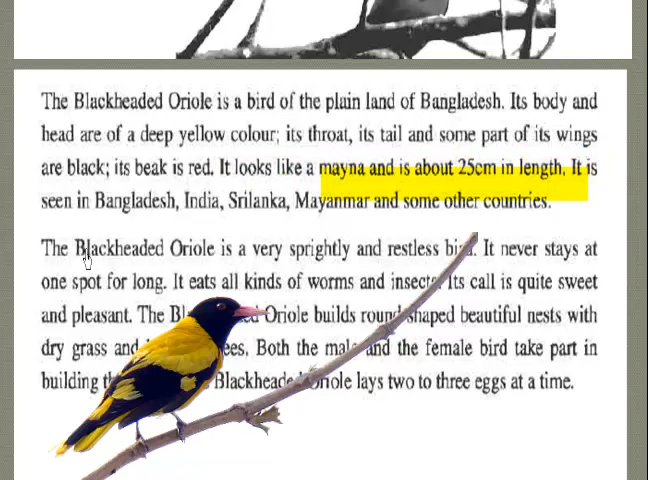 The Blackheaded Oriole is a bird of the plain land of Bangladesh. Its body and
head are of a deep yellow colour; its throat, its tail and some part of its wings
are black; its beak is red. It looks like a mayna and is about 25cm in length. It is
seen in Bangladesh, India, Srilanka, Mayanmar and some other countries.
The Blackheaded Oriole is a very sprightly and restless bird. It never stays at
one spot for long. It eats all kinds of worms and insects. Its call is quite sweet
and pleasant. The Oriole builds round shaped beautiful nests with
dry grass and Both the male and the female bird take part in
building Blackheaded Oriole lays two to three eggs at a time.